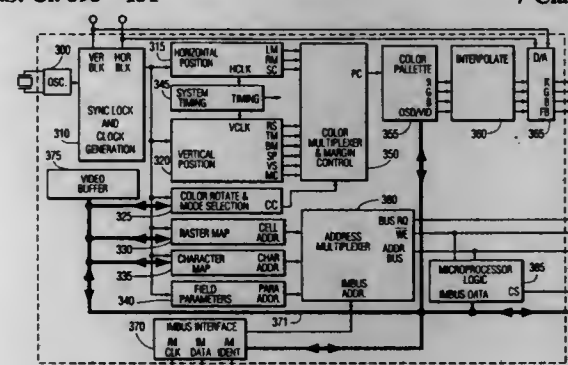 VER BLK
HOR BLK
300
OSC.
310
SYNC LOCK AND CLOCK GENERATION
315
HORIZONTAL POSITION
LM
RM
SC
HCLK
345
SYSTEM TIMING
TIMING
VCLK
320
VERTICAL POSITION
RS
TM
BM
SP
VS
MC
PC
COLOR MULTIPLEXER & MARGIN CONTROL
350
COLOR PALLETTE
R
G
B
OSD/VID
355
INTERPOLATE
360
D/A
R
G
B
FB
365
375
VIDEO BUFFER
325
COLOR ROTATE & MODE SELECTION
CC
330
RASTER MAP
CELL ADDR.
335
CHARACTER MAP
CHAR ADDR.
340
FIELD PARAMETERS
PARA ADDR.
380
ADDRESS MULTIPLEXER
BUS RQ
WE
ADDR BUS
IMBUS ADDR.
371
MICROPROCESSOR LOGIC
IMBUS DATA
CS
385
370
IMBUS INTERFACE
IM CLK
IM DATA
IM IDENT